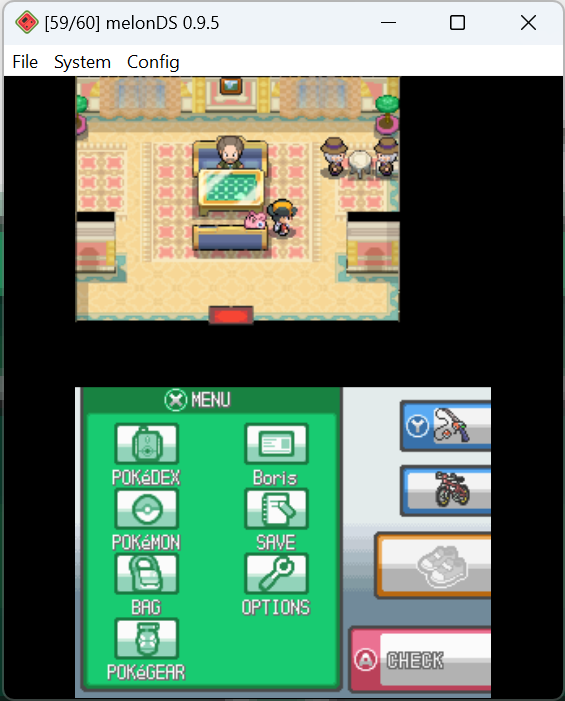 [59/60] melonDS 0.9.5
File System Config
X MENU
POKéDEX Boris
Y
POKéMON SAVE
BAG OPTIONS
POKéGEAR
A CHECK